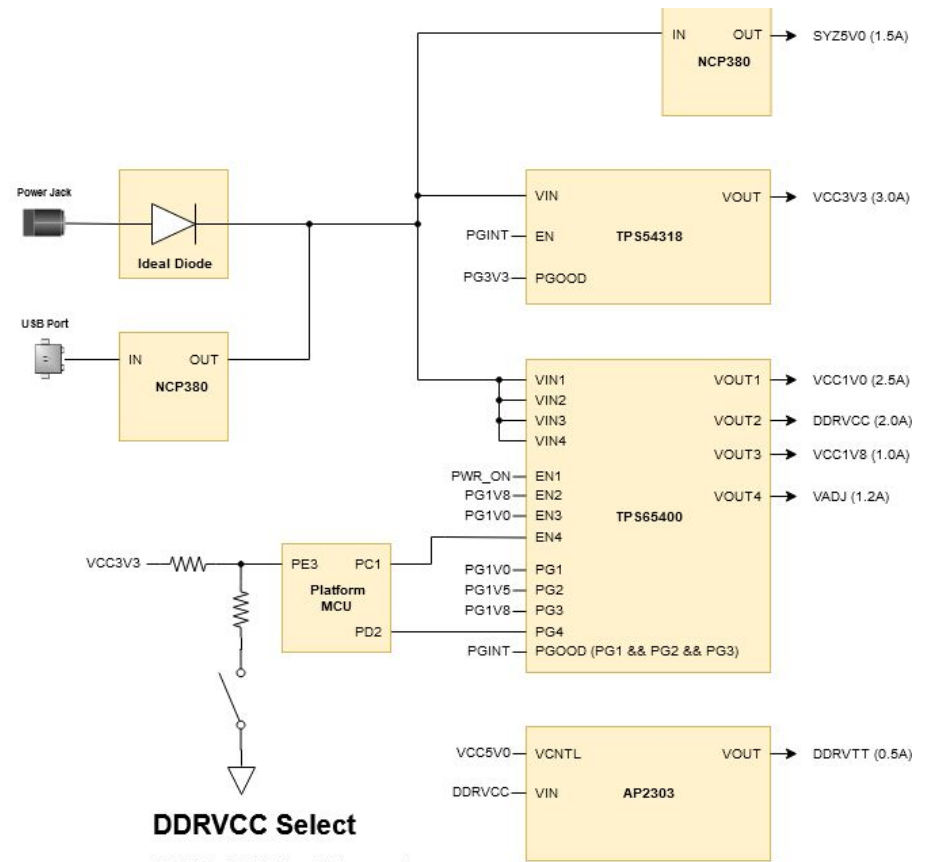 IN OUT SYZ5V0 (1.5A)
NCP380
Power Jack
Ideal Diode
VIN VOUT VCC3V3 (3.0A)
PGINT EN TPS54318
PG3V3 PGOOD
USB Port
IN OUT
NCP380
VIN1 VOUT1 VCC1V0 (2.5A)
VIN2
VIN3 VOUT2 DDRVCC (2.0A)
VIN4
VOUT3 VCC1V8 (1.0A)
PWR_ON EN1
PG1V8 EN2 VOUT4 VADJ (1.2A)
PG1V0 EN3 TPS65400
EN4
VCC3V3 PE3 PC1
Platform
MCU
PD2
PG1V0 PG1
PG1V5 PG2
PG1V8 PG3
PG4
PGINT PGOOD (PG1 && PG2 && PG3)
VCC5V0 VCNTL VOUT DDRVTT (0.5A)
DDRVCC VIN AP2303
DDRVCC Select